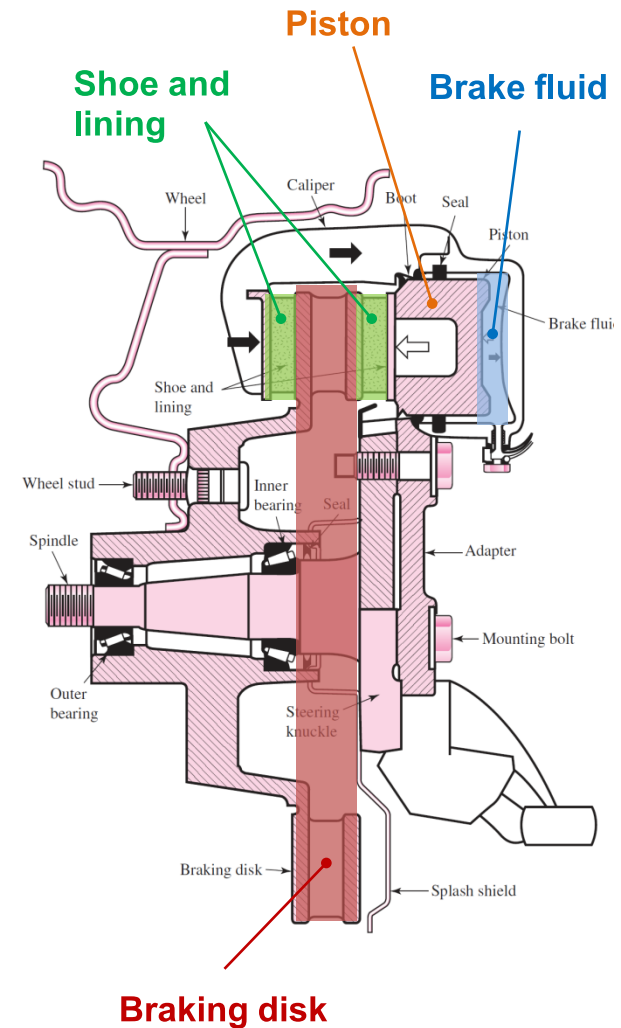 Piston
Shoe and
lining
Brake fluid
Wheel
Caliper
Boot
Seal
Piston
Brake flui
Shoe and
lining
Wheel stud
Inner
bearing
Seal
Spindle
Adapter
Mounting bolt
Outer
bearing
Steering
knuckle
Braking disk
Splash shield
Braking disk